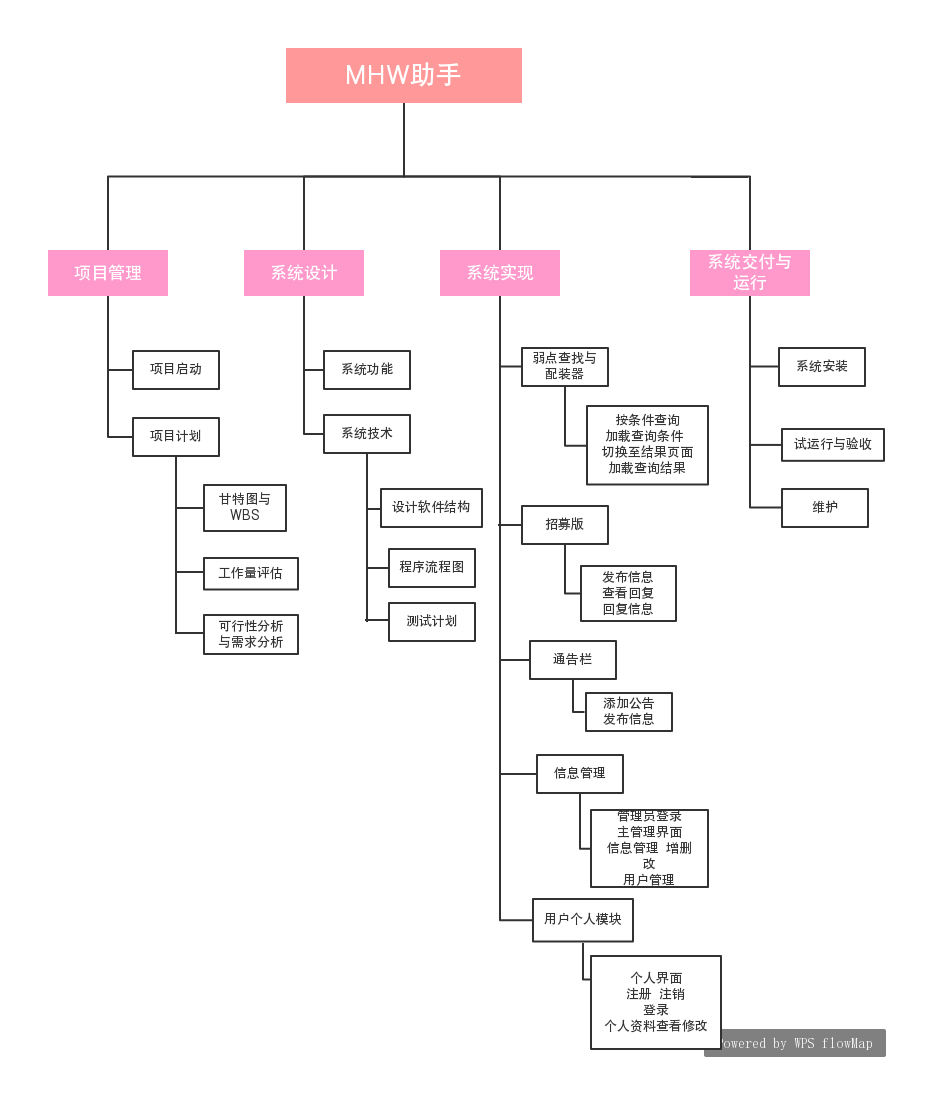 MHW助手
项目管理
系统设计
系统实现
系统交付与
运行
项目启动
项目计划
甘特图与
WBS
工作量评估
可行性分析
与需求分析
系统功能
系统技术
设计软件结构
程序流程图
测试计划
弱点查找与
配装器
按条件查询
加载查询条件
切换至结果页面
加载查询结果
招募版
发布信息
查看回复
回复信息
通告栏
添加公告
发布信息
信息管理
管理员登录
主管理界面
信息管理 增删
改
用户管理
用户个人模块
个人界面
注册 注销
登录
个人资料查看修改
系统安装
试运行与验收
维护
Powered by WPS flowMap